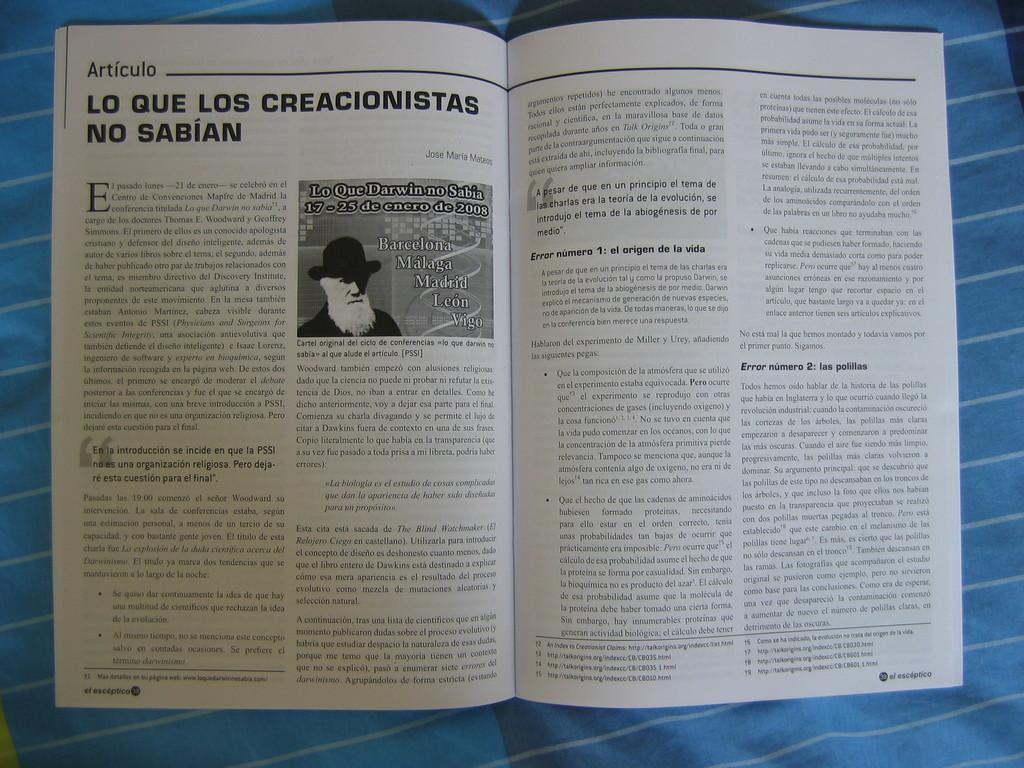 Artículo
LO QUE LOS CREACIONISTAS
NO SABÍAN
Jose María Mateos
El pasado lunes —21 de enero— se celebró en el
Centro de Convenciones Mapfre de Madrid la
conferencia titulada Lo que Darwin no sabía¹¹, a
cargo de los doctores Thomas E. Woodward y Geoffrey
Simmons. El primero de ellos es un conocido apologista
cristiano y defensor del diseño inteligente, además de
autor de varios libros sobre el tema; el segundo, además
de haber publicado otro par de trabajos relacionados con
el tema, es miembro directivo del Discovery Institute,
la entidad norteamericana que aglutina a diversos
proponentes de este movimiento. En la mesa también
estaban Antonio Martínez, cabeza visible durante
estos eventos de PSSI (Physicians and Surgeons for
Scientific Integrity, una asociación antievolutiva que
también defiende el diseño inteligente) e Isaac Lorenz,
ingeniero de software y experto en bioquímica, según
la información recogida en la página web. De estos dos
últimos, el primero se encargó de moderar el debate
posterior a las conferencias y fue el que se encargó de
iniciar las mismas, con una breve introducción a PSSI,
incidiendo en que no es una organización religiosa. Pero
dejaré esta cuestión para el final.
“En la introducción se incide en que la PSSI
no es una organización religiosa. Pero deja-
ré esta cuestión para el final”.
Pasadas las 19:00 comenzó el señor Woodward su
intervención. La sala de conferencias estaba, según
una estimación personal, a menos de un tercio de su
capacidad, y con bastante gente joven. El título de esta
charla fue Lo explosión de la duda científica acerca del
Darwinismo. El título ya marca dos tendencias que se
mantuvieron a lo largo de la noche:
• Se quiso dar continuamente la idea de que hay
una multitud de científicos que rechazan la idea
de la evolución.
• Al mismo tiempo, no se menciona este concepto
salvo en contadas ocasiones. Se prefiere el
término darwinismo.
11 Más detalles en su página web: www.loquedarwinnosabia.com/
el escéptico 38
Lo Que Darwin no Sabía
17 - 25 de enero de 2008
Barcelona
Málaga
Madrid
León
Vigo
Cartel original del ciclo de conferencias «lo que darwin no
sabía» al que alude el artículo. (PSSI)
Woodward también empezó con alusiones religiosas:
dado que la ciencia no puede ni probar ni refutar la exis-
tencia de Dios, no iban a entrar en detalles. Como he
dicho anteriormente, voy a dejar esa parte para el final.
Comienza su charla divagando y se permite el lujo de
citar a Dawkins fuera de contexto en una de sus frases.
Copio literalmente lo que había en la transparencia (que
a su vez fue pasado a toda prisa a mi libreta, podría haber
errores):
«La biología es el estudio de cosas complicadas
que dan la apariencia de haber sido diseñadas
para un propósito».
Esta cita está sacada de The Blind Watchmaker (El
Relojero Ciego en castellano). Utilizarla para introducir
el concepto de diseño es deshonesto cuanto menos, dado
que el libro entero de Dawkins está destinado a explicar
cómo esa mera apariencia es el resultado del proceso
evolutivo como mezcla de mutaciones aleatorias y
selección natural.
A continuación, tras una lista de científicos que en algún
momento publicaron dudas sobre el proceso evolutivo (y
habría que estudiar despacio la naturaleza de esas dudas,
porque me temo que la mayoría tienen un contexto
que no se explicó), pasó a enumerar siete errores del
darwinismo. Agrupándolos de forma estricta (evitando
argumentos repetidos) he encontrado algunos menos.
Todos ellos están perfectamente explicados, de forma
racional y científica, en la maravillosa base de datos
recopilada durante años en Talk Origins¹². Toda o gran
parte de la contraargumentación que sigue a continuación
está extraída de ahí, incluyendo la bibliografía final, para
quien quiera ampliar información.
“A pesar de que en un principio el tema de
las charlas era la teoría de la evolución, se
introdujo el tema de la abiogénesis de por
medio”.
Error número 1: el origen de la vida
A pesar de que en un principio el tema de las charlas era
la teoría de la evolución tal y como la propuso Darwin, se
introdujo el tema de la abiogénesis de por medio. Darwin
explicó el mecanismo de generación de nuevas especies,
no de aparición de la vida. De todas maneras, lo que se dijo
en la conferencia bien merece una respuesta.
Hablaron del experimento de Miller y Urey, añadiendo
las siguientes pegas:
• Que la composición de la atmósfera que se utilizó
en el experimento estaba equivocada. Pero ocurre
que¹³ el experimento se reprodujo con otras
concentraciones de gases (incluyendo oxígeno) y
la cosa funcionó¹, ², ³, ⁴. No se tuvo en cuenta que
la vida pudo comenzar en los océanos, con lo que
la concentración de la atmósfera primitiva pierde
relevancia. Tampoco se menciona que, aunque la
atmósfera contenía algo de oxígeno, no era ni de
lejos¹⁴ tan rica en ese gas como ahora.
• Que el hecho de que las cadenas de aminoácidos
hubiesen formado proteínas, necesitando
para ello estar en el orden correcto, tenía
unas probabilidades tan bajas de ocurrir que
prácticamente era imposible. Pero ocurre que¹⁵ el
cálculo de esa probabilidad asume el hecho de que
la proteína se forma por casualidad. Sin embargo,
la bioquímica no es producto del azar⁵. El cálculo
de esa probabilidad asume que la molécula de
la proteína debe haber tomado una cierta forma.
Sin embargo, hay innumerables proteínas que
generan actividad biológica; el cálculo debe tener
12 An Index to Creationist Claims: http://talkorigins.org/indexcc/list.html
13 http://talkorigins.org/indexcc/CB/CB035.html
14 http://talkorigins.org/indexcc/CB/CB035_1.html
15 http://talkorigins.org/indexcc/CB/CB010.html
en cuenta todas las posibles moléculas (no sólo
proteínas) que tienen este efecto. El cálculo de esa
probabilidad asume la vida en su forma actual. La
primera vida pudo ser (y seguramente fue) mucho
más simple. El cálculo de esa probabilidad, por
último, ignora el hecho de que múltiples intentos
se estaban llevando a cabo simultáneamente. En
resumen: el cálculo de esa probabilidad está mal.
La analogía, utilizada recurrentemente, del orden
de los aminoácidos comparándolo con el orden
de las palabras en un libro no ayudaba mucho.¹⁶
• Que había reacciones que terminaban con las
cadenas que se pudiesen haber formado, haciendo
su vida media demasiado corta como para poder
replicarse. Pero ocurre que¹⁷ hay al menos cuatro
asunciones erróneas en ese razonamiento y por
algún lugar tengo que recortar espacio en el
artículo, que bastante largo va a quedar ya: en el
enlace anterior tienen seis artículos explicativos.
No está mal la que hemos montado y todavía vamos por
el primer punto. Sigamos.
Error número 2: las polillas
Todos hemos oído hablar de la historia de las polillas
que había en Inglaterra y lo que ocurrió cuando llegó la
revolución industrial: cuando la contaminación oscureció
las cortezas de los árboles, las polillas más claras
empezaron a desaparecer y comenzaron a predominar
las más oscuras. Cuando el aire fue siendo más limpio,
progresivamente, las polillas más claras volvieron a
dominar. Su argumento principal: que se descubrió que
las polillas de este tipo no descansaban en los troncos de
los árboles, y que incluso la foto que ellos nos habían
puesto en la transparencia que proyectaban se realizó
con dos polillas muertas pegadas al tronco. Pero está
establecido¹⁸ que este cambio en el melanismo de las
polillas tiene lugar⁶, ⁷. Es más, es cierto que las polillas
no sólo descansan en el tronco¹⁹. También descansan en
las ramas. Las fotografías que acompañaron el estudio
original se pusieron como ejemplo, pero no sirvieron
como base para las conclusiones. Como era de esperar,
una vez que desapareció la contaminación comenzó
a aumentar de nuevo el número de polillas claras, en
detrimento de las oscuras.
16 Como se ha indicado, la evolución no trata del origen de la vida.
17 http://talkorigins.org/indexcc/CB/CB030.html
18 http://talkorigins.org/indexcc/CB/CB601.html
19 http://talkorigins.org/indexcc/CB/CB601_1.html
39 el escéptico